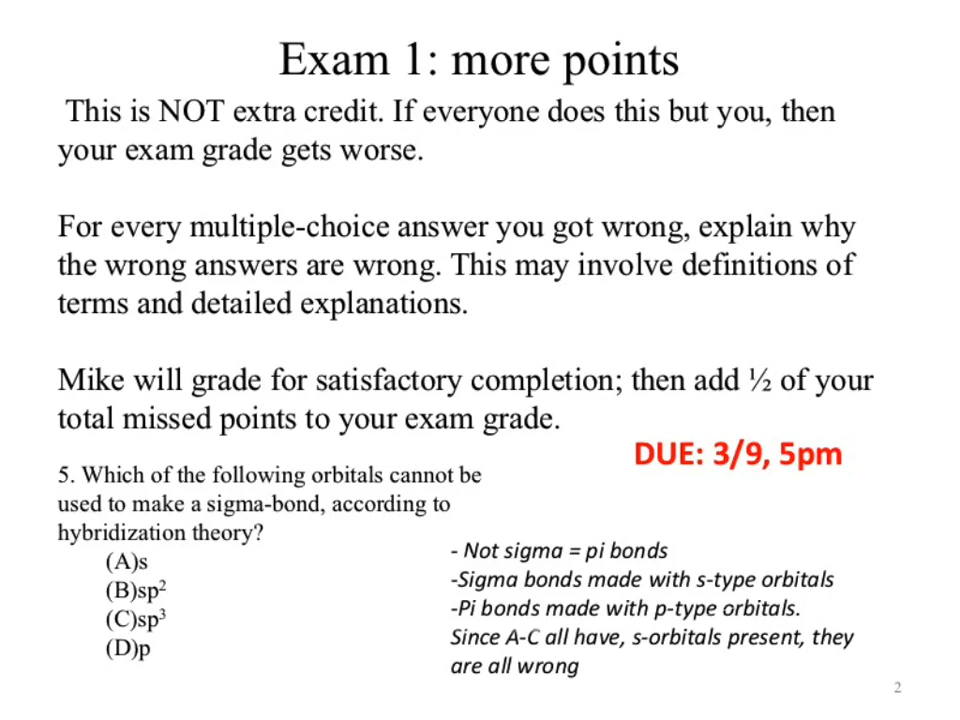 Exam 1: more points
This is NOT extra credit. If everyone does this but you, then
your exam grade gets worse.
For every multiple-choice answer you got wrong, explain why
the wrong answers are wrong. This may involve definitions of
terms and detailed explanations.
Mike will grade for satisfactory completion; then add ½ of your
total missed points to your exam grade.
DUE: 3/9, 5pm
5. Which of the following orbitals cannot be
used to make a sigma-bond, according to
hybridization theory?
(A)s
(B)sp²
(C)sp³
(D)p
- Not sigma = pi bonds
-Sigma bonds made with s-type orbitals
-Pi bonds made with p-type orbitals.
Since A-C all have, s-orbitals present, they
are all wrong
2